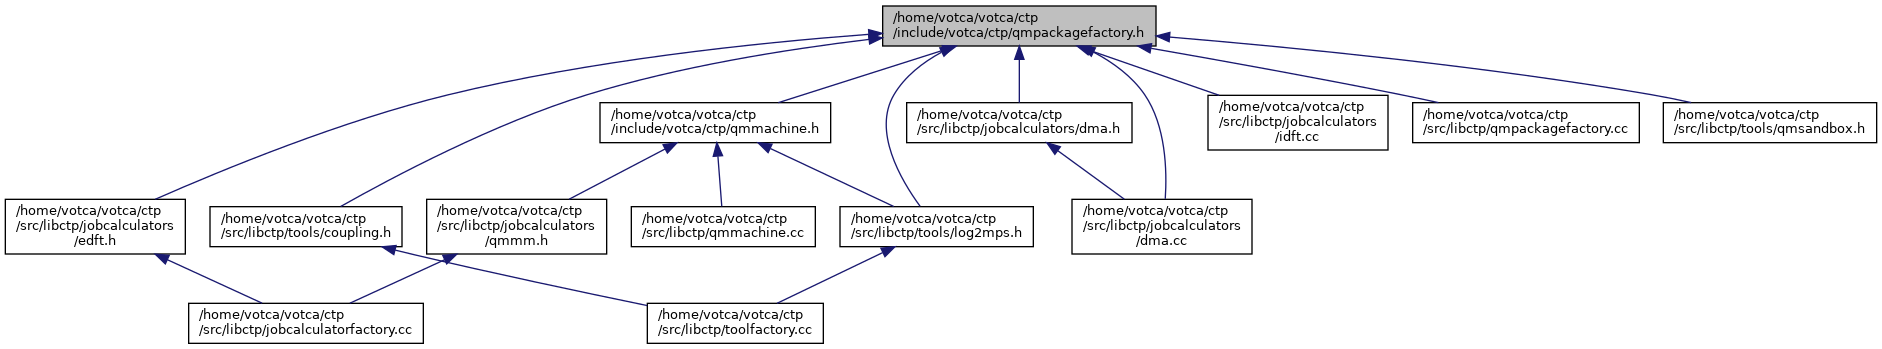 /home/votca/votca/ctp
/include/votca/ctp/qmpackagefactory.h
/home/votca/votca/ctp
/include/votca/ctp/qmmachine.h
/home/votca/votca/ctp
/src/libctp/jobcalculators/dma.h
/home/votca/votca/ctp
/src/libctp/jobcalculators
/idft.cc
/home/votca/votca/ctp
/src/libctp/qmpackagefactory.cc
/home/votca/votca/ctp
/src/libctp/tools/qmsandbox.h
/home/votca/votca/ctp
/src/libctp/jobcalculators
/edft.h
/home/votca/votca/ctp
/src/libctp/tools/coupling.h
/home/votca/votca/ctp
/src/libctp/jobcalculators
/qmmm.h
/home/votca/votca/ctp
/src/libctp/qmmachine.cc
/home/votca/votca/ctp
/src/libctp/tools/log2mps.h
/home/votca/votca/ctp
/src/libctp/jobcalculators
/dma.cc
/home/votca/votca/ctp
/src/libctp/jobcalculatorfactory.cc
/home/votca/votca/ctp
/src/libctp/toolfactory.cc